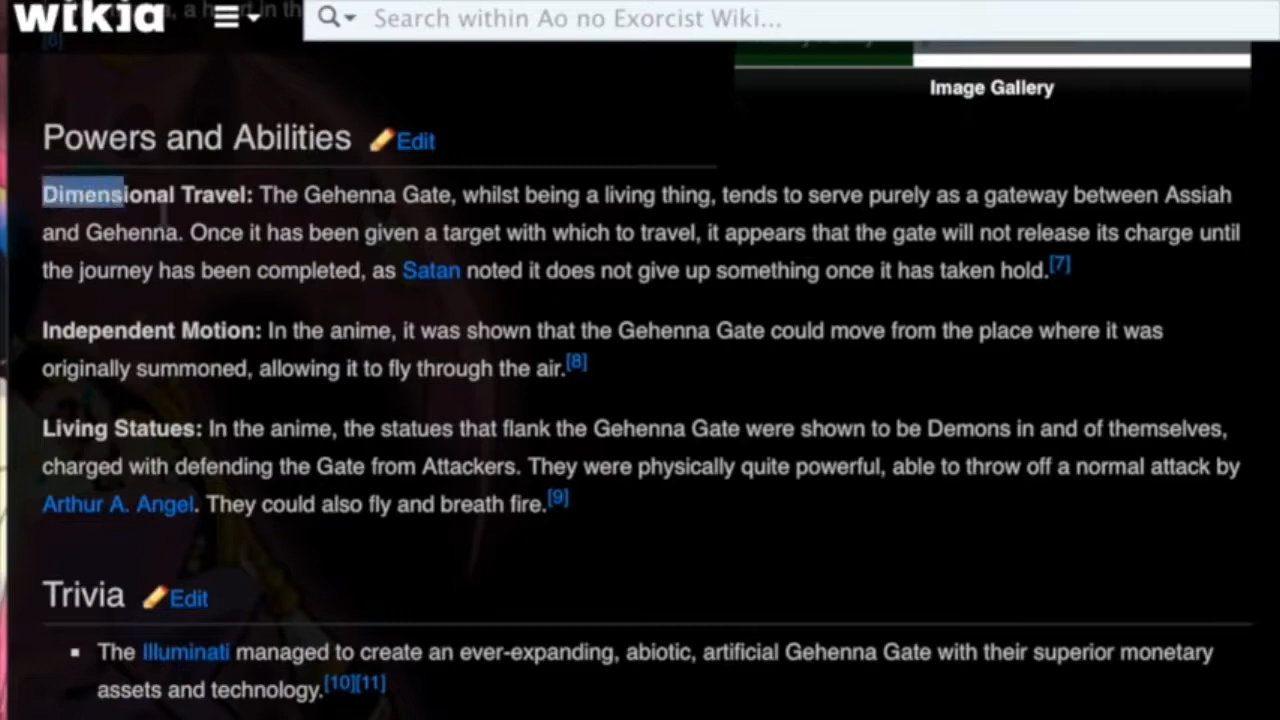 wikia
Search within Ao no Exorcist Wiki...
[6]
Image Gallery
Powers and Abilities Edit
Dimensional Travel: The Gehenna Gate, whilst being a living thing, tends to serve purely as a gateway between Assiah
and Gehenna. Once it has been given a target with which to travel, it appears that the gate will not release its charge until
the journey has been completed, as Satan noted it does not give up something once it has taken hold.[7]
Independent Motion: In the anime, it was shown that the Gehenna Gate could move from the place where it was
originally summoned, allowing it to fly through the air.[8]
Living Statues: In the anime, the statues that flank the Gehenna Gate were shown to be Demons in and of themselves,
charged with defending the Gate from Attackers. They were physically quite powerful, able to throw off a normal attack by
Arthur A. Angel. They could also fly and breath fire.[9]
Trivia Edit
▪ The Illuminati managed to create an ever-expanding, abiotic, artificial Gehenna Gate with their superior monetary
assets and technology.[10][11]